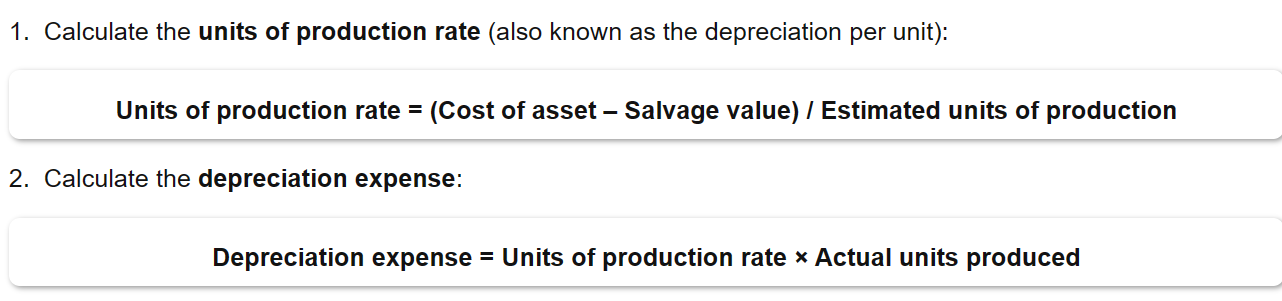 1. Calculate the units of production rate (also known as the depreciation per unit):
Units of production rate = (Cost of asset – Salvage value) / Estimated units of production
2. Calculate the depreciation expense:
Depreciation expense = Units of production rate × Actual units produced